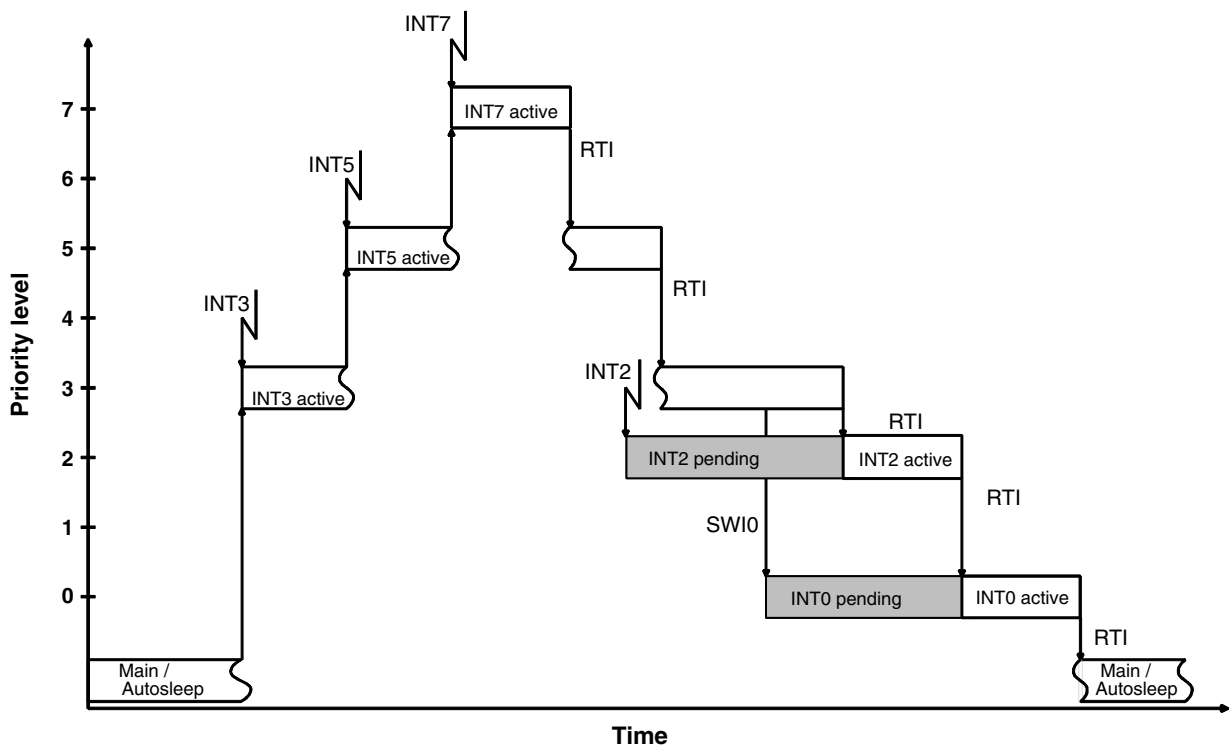 INT7
7
INT7 active
RTI
6
INT5
5
INT5 active
RTI
4
INT3
Priority level
3
INT3 active
INT2
RTI
2
INT2 pending
INT2 active
RTI
1
SWI0
0
INT0 pending
INT0 active
RTI
Main /
Autosleep
Main /
Autosleep
Time